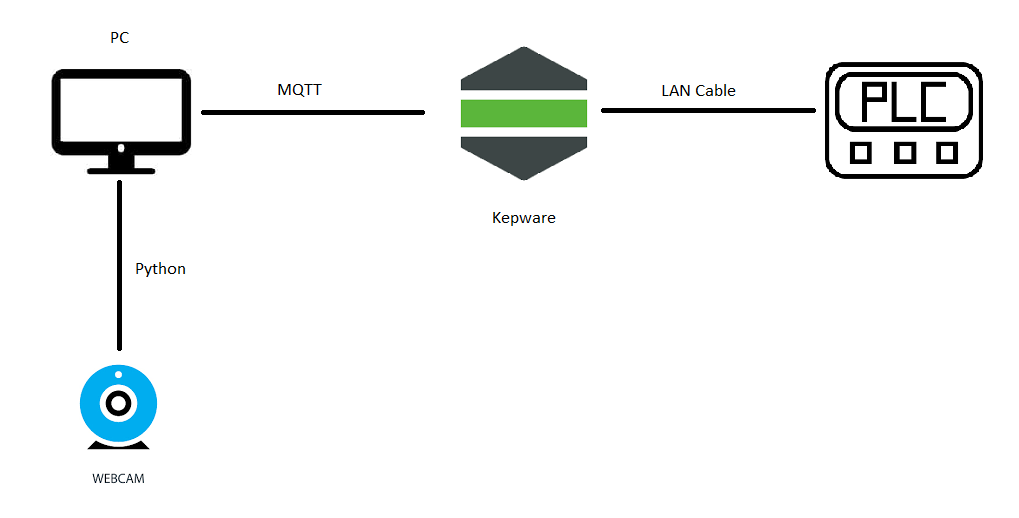 PC
MQTT
LAN Cable
PLC
Kepware
Python
WEBCAM